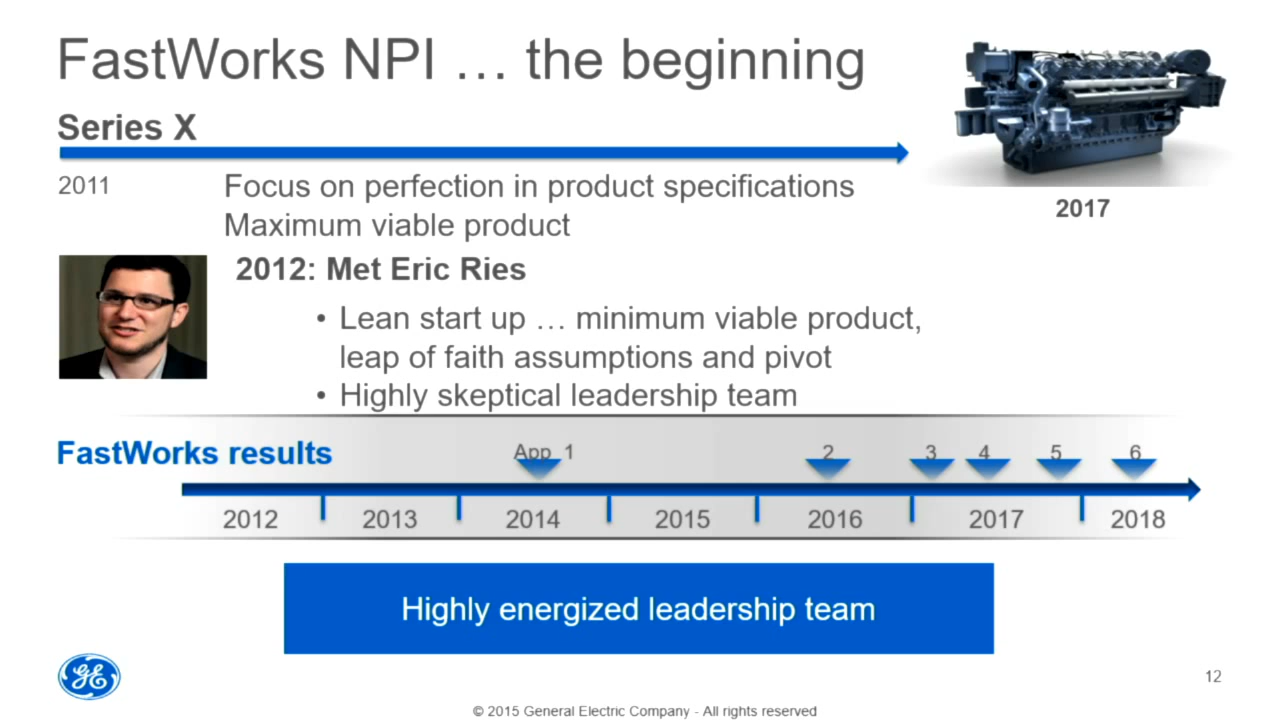 FastWorks NPI … the beginning
Series X
2011
Focus on perfection in product specifications
Maximum viable product
2017
2012: Met Eric Ries
• Lean start up … minimum viable product,
leap of faith assumptions and pivot
• Highly skeptical leadership team
FastWorks results
App 1 2 3 4 5 6
2012 2013 2014 2015 2016 2017 2018
Highly energized leadership team
GE
12
© 2015 General Electric Company - All rights reserved